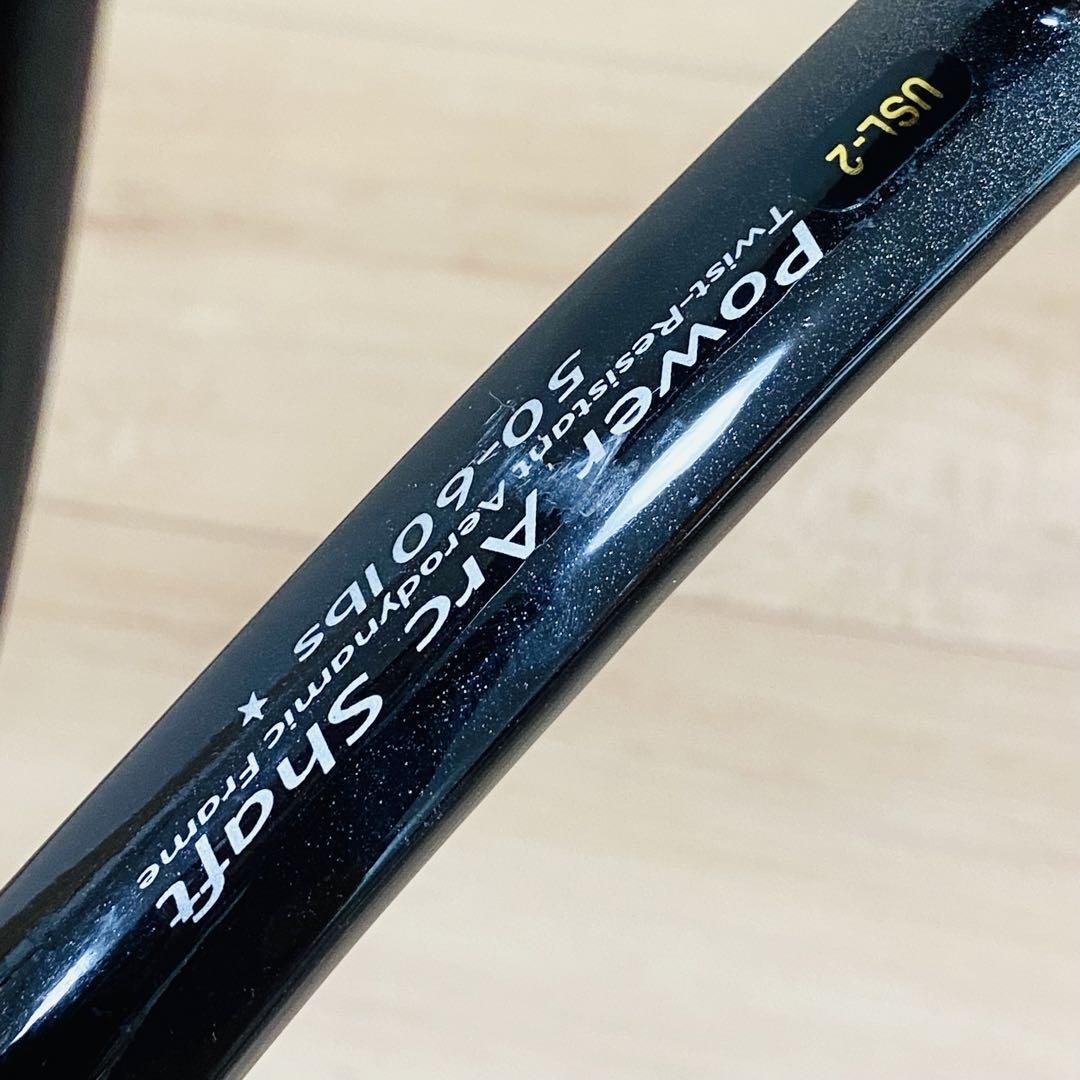 USL-2
Power Arc Shaft
Twist-Resistant Aerodynamic Frame
50-60 lbs ★